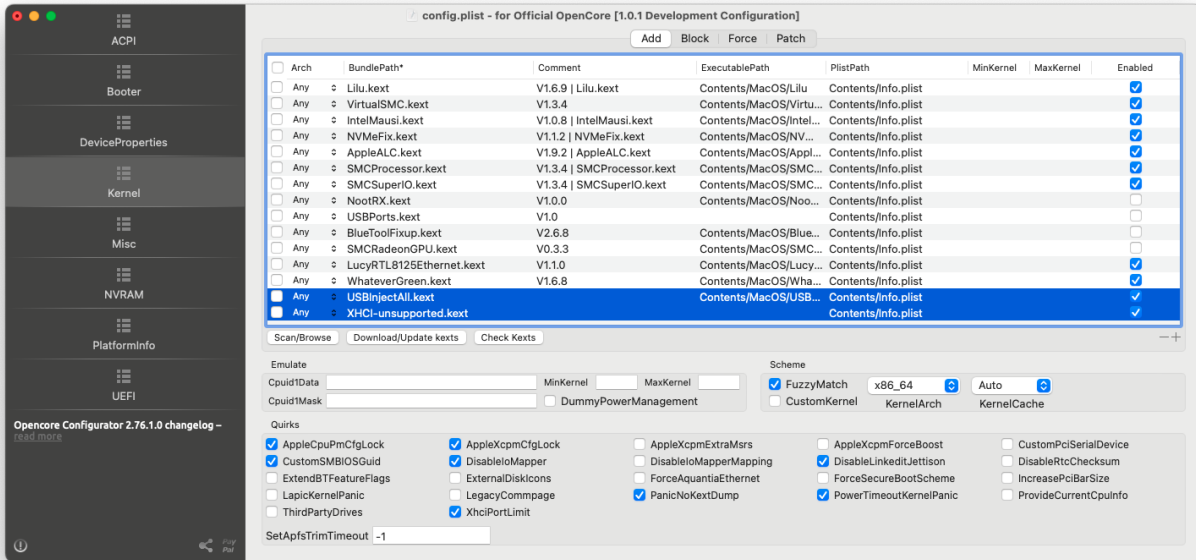 config.plist - for Official OpenCore [1.0.1 Development Configuration]
ACPI
Booter
DeviceProperties
Kernel
Misc
NVRAM
PlatformInfo
UEFI
Opencore Configurator 2.76.1.0 changelog –
read more
Pay
Pal
Add Block Force Patch
Arch BundlePath* Comment ExecutablePath PlistPath MinKernel MaxKernel Enabled
Any Lilu.kext V1.6.9 | Lilu.kext Contents/MacOS/Lilu Contents/Info.plist
Any VirtualSMC.kext V1.3.4 Contents/MacOS/Virtu... Contents/Info.plist
Any IntelMausi.kext V1.0.8 | IntelMausi.kext Contents/MacOS/Intel... Contents/Info.plist
Any NVMeFix.kext V1.1.2 | NVMeFix.kext Contents/MacOS/NV... Contents/Info.plist
Any AppleALC.kext V1.9.2 | AppleALC.kext Contents/MacOS/Appl... Contents/Info.plist
Any SMCProcessor.kext V1.3.4 | SMCProcessor.kext Contents/MacOS/SMC... Contents/Info.plist
Any SMCSuperIO.kext V1.3.4 | SMCSuperIO.kext Contents/MacOS/SMC... Contents/Info.plist
Any NootRX.kext V1.0.0 Contents/MacOS/Noo... Contents/Info.plist
Any USBPorts.kext V1.0 Contents/Info.plist
Any BlueToolFixup.kext V2.6.8 Contents/MacOS/Blue... Contents/Info.plist
Any SMCRadeonGPU.kext V0.3.3 Contents/MacOS/SMC... Contents/Info.plist
Any LucyRTL8125Ethernet.kext V1.1.0 Contents/MacOS/Lucy... Contents/Info.plist
Any WhateverGreen.kext V1.6.8 Contents/MacOS/Wha... Contents/Info.plist
Any USBInjectAll.kext Contents/MacOS/USB... Contents/Info.plist
Any XHCI-unsupported.kext Contents/Info.plist
Scan/Browse Download/Update kexts Check Kexts
Emulate
Cpuid1Data MinKernel MaxKernel
Cpuid1Mask DummyPowerManagement
Scheme
FuzzyMatch x86_64 Auto
CustomKernel KernelArch KernelCache
Quirks
AppleCpuPmCfgLock AppleXcpmCfgLock AppleXcpmExtraMsrs AppleXcpmForceBoost CustomPciSerialDevice
CustomSMBIOSGuid DisableIoMapper DisableIoMapperMapping DisableLinkeditJettison DisableRtcChecksum
ExtendBTFeatureFlags ExternalDiskIcons ForceAquantiaEthernet ForceSecureBootScheme IncreasePciBarSize
LapicKernelPanic LegacyCommpage PanicNoKextDump PowerTimeoutKernelPanic ProvideCurrentCpuInfo
ThirdPartyDrives XhciPortLimit
SetApfsTrimTimeout -1